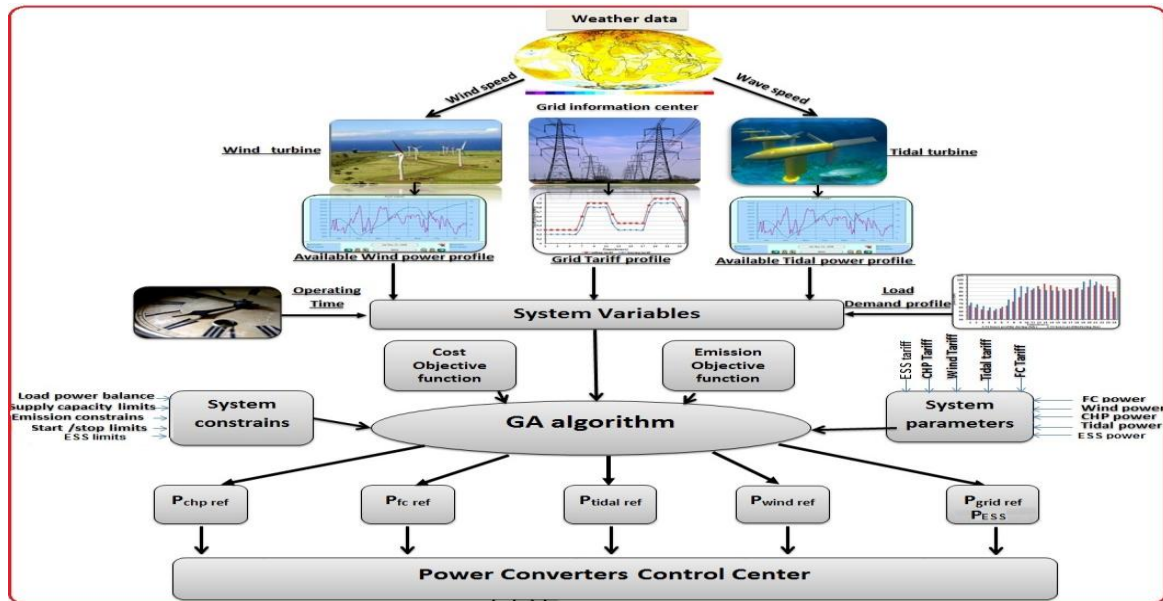 Weather data
Wind speed
Wave speed
Grid information center
Wind turbine
Tidal turbine
Available Wind power profile
Grid Tariff profile
Available Tidal power profile
Operating
Time
System Variables
Load
Demand profile
Cost
Objective
function
Emission
Objective
function
ESS tariff
CHP Tariff
Wind Tariff
Tidal tariff
FC Tariff
Load power balance
Supply capacity limits
Emission constrains
Start /stop limits
ESS limits
System
constrains
GA algorithm
System
parameters
FC power
Wind power
CHP power
Tidal power
ESS power
Pchp ref
Pfc ref
Ptidal ref
Pwind ref
Pgrid ref
PESS
Power Converters Control Center